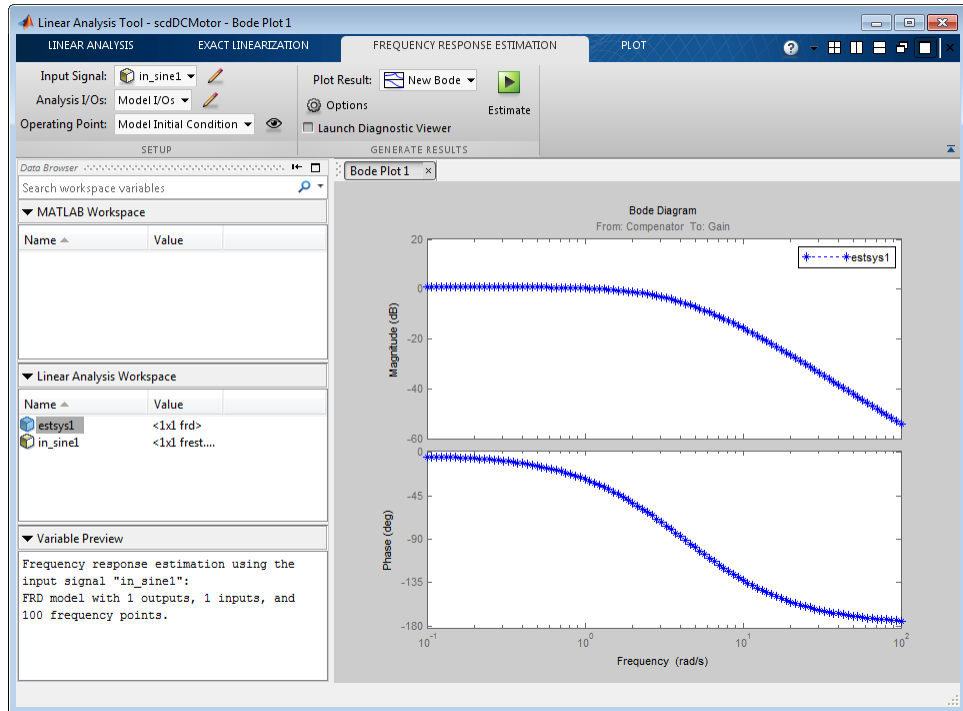 Linear Analysis Tool - scdDCMotor - Bode Plot 1
LINEAR ANALYSIS EXACT LINEARIZATION FREQUENCY RESPONSE ESTIMATION PLOT ?
Input Signal: in_sine1
Analysis I/Os: Model I/Os
Operating Point: Model Initial Condition
SETUP
Plot Result: New Bode
Options
Launch Diagnostic Viewer
Estimate
GENERATE RESULTS
Data Browser
Search workspace variables
MATLAB Workspace
Name Value
Linear Analysis Workspace
Name Value
estsys1 <1x1 frd>
in_sine1 <1x1 frest....
Variable Preview
Frequency response estimation using the
input signal "in_sine1":
FRD model with 1 outputs, 1 inputs, and
100 frequency points.
Bode Plot 1 ×
Bode Diagram
From: Compenator To: Gain
estsys1
Magnitude (dB)
20
0
-20
-40
-60
Phase (deg)
0
-45
-90
-135
-180
10^-1 10^0 10^1 10^2
Frequency (rad/s)